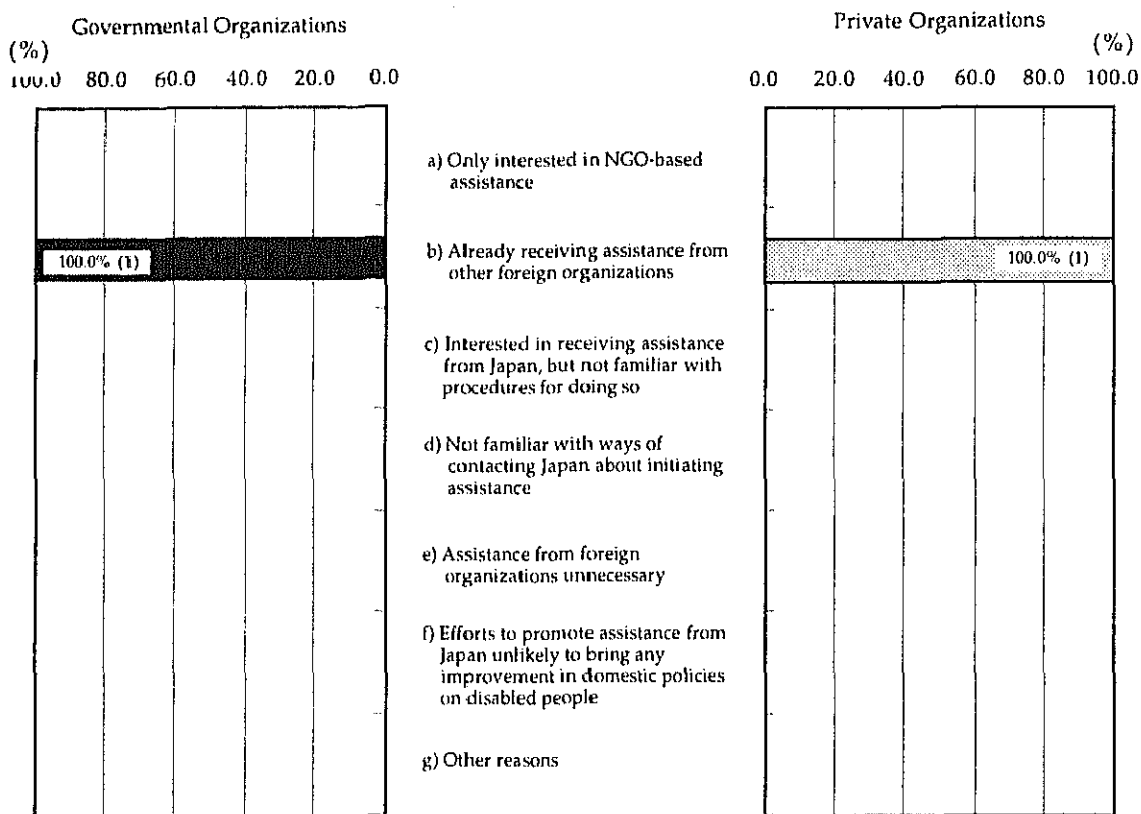 Governmental Organizations
(%)
100.0 80.0 60.0 40.0 20.0 0.0
Private Organizations
(%)
0.0 20.0 40.0 60.0 80.0 100.0
a) Only interested in NGO-based
assistance
100.0% (1)
b) Already receiving assistance from
other foreign organizations
100.0% (1)
c) Interested in receiving assistance
from Japan, but not familiar with
procedures for doing so
d) Not familiar with ways of
contacting Japan about initiating
assistance
e) Assistance from foreign
organizations unnecessary
f) Efforts to promote assistance from
Japan unlikely to bring any
improvement in domestic policies
on disabled people
g) Other reasons